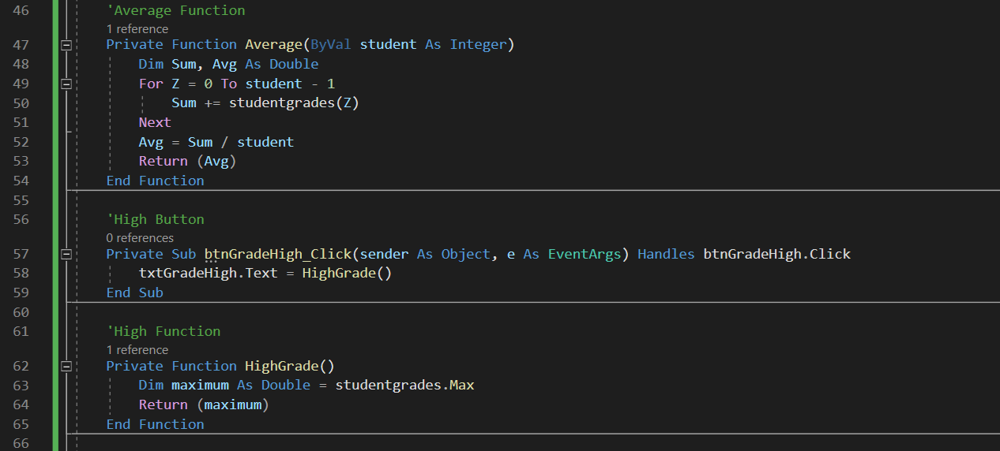 46 'Average Function
1 reference
47 Private Function Average(ByVal student As Integer)
48 Dim Sum, Avg As Double
49 For Z = 0 To student - 1
50 Sum += studentgrades(Z)
51 Next
52 Avg = Sum / student
53 Return (Avg)
54 End Function
55
56 'High Button
0 references
57 Private Sub btnGradeHigh_Click(sender As Object, e As EventArgs) Handles btnGradeHigh.Click
58 txtGradeHigh.Text = HighGrade()
59 End Sub
60
61 'High Function
1 reference
62 Private Function HighGrade()
63 Dim maximum As Double = studentgrades.Max
64 Return (maximum)
65 End Function
66